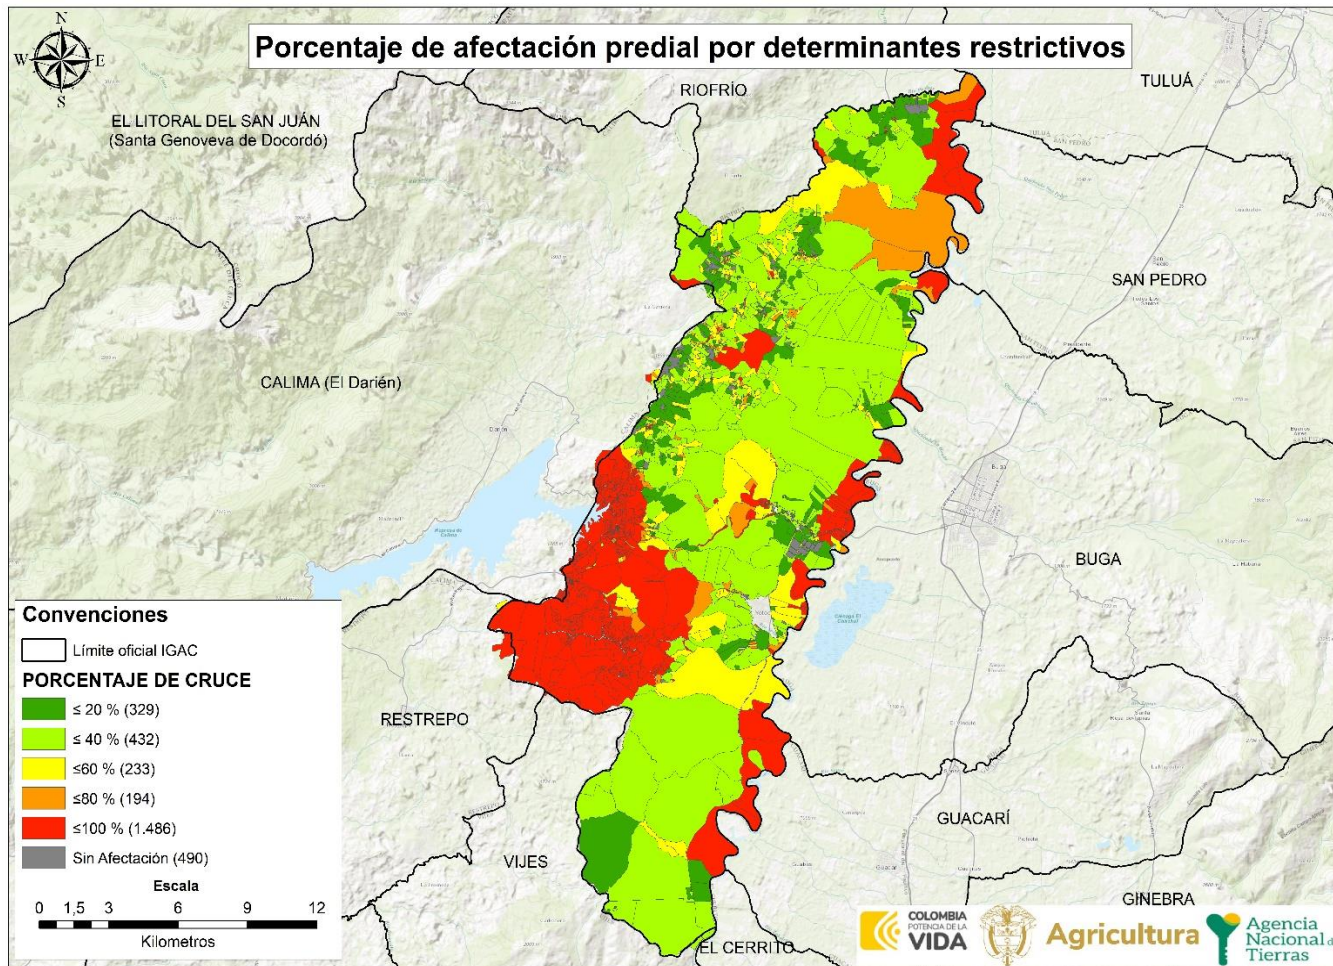 Porcentaje de afectación predial por determinantes restrictivos
N
W E
S
TULUÁ
RIOFRÍO
EL LITORAL DEL SAN JUÁN
(Santa Genoveva de Docordó)
SAN PEDRO
CALIMA (El Darién)
Buga
BUGA
RESTREPO
GUACARÍ
VIJES
GINEBRA
EL CERRITO
Convenciones
Límite oficial IGAC
PORCENTAJE DE CRUCE
≤ 20 % (329)
≤ 40 % (432)
≤60 % (233)
≤80 % (194)
≤100 % (1.486)
Sin Afectación (490)
Escala
0 1,5 3 6 9 12
Kilometros
COLOMBIA
POTENCIA DE LA
VIDA
Agricultura
Agencia
Nacional de
Tierras